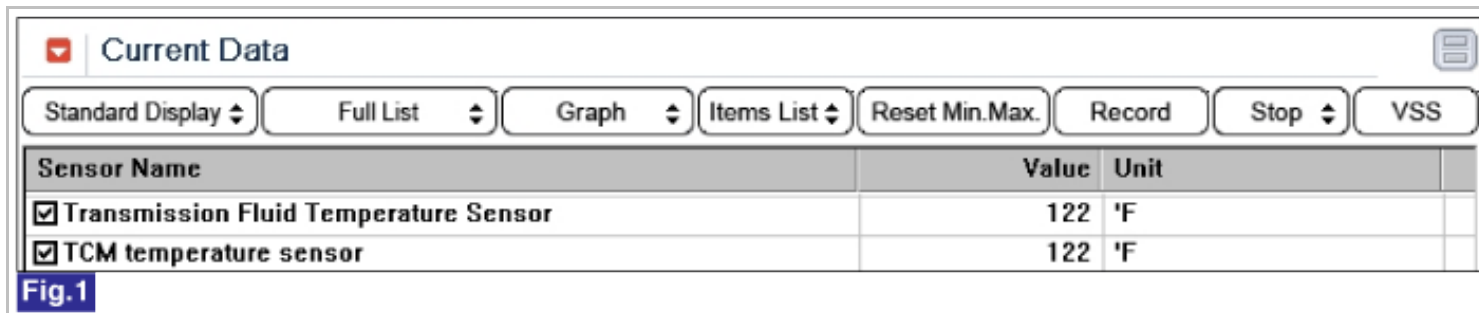 Current Data
Standard Display Full List Graph Items List Reset Min.Max. Record Stop VSS
Sensor Name Value Unit
Transmission Fluid Temperature Sensor 122 'F
TCM temperature sensor 122 'F
Fig.1